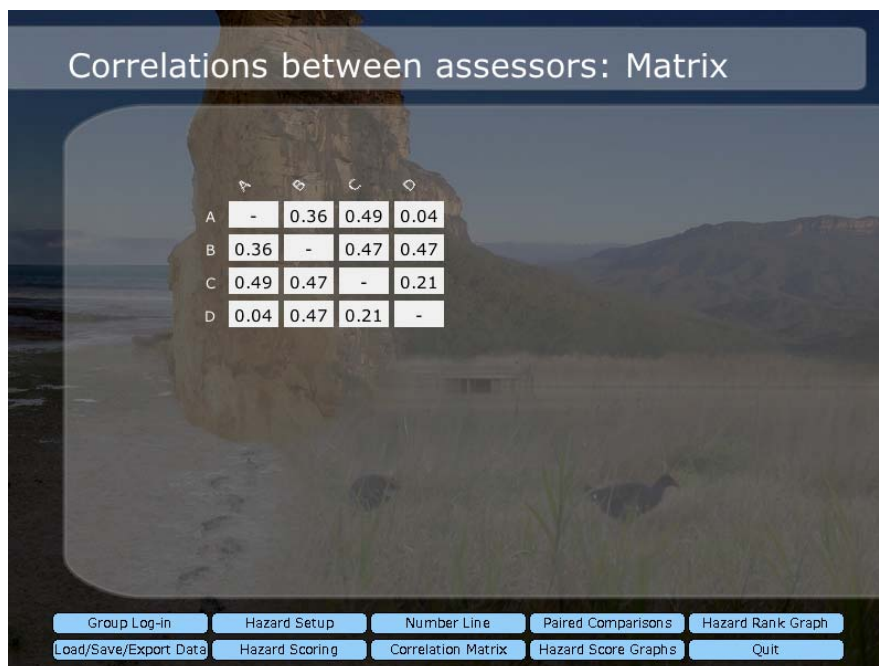 Correlations between assessors: Matrix
A B C D
A - 0.36 0.49 0.04
B 0.36 - 0.47 0.47
C 0.49 0.47 - 0.21
D 0.04 0.47 0.21 -
Group Log-in Hazard Setup Number Line Paired Comparisons Hazard Rank Graph
Load/Save/Export Data Hazard Scoring Correlation Matrix Hazard Score Graphs Quit